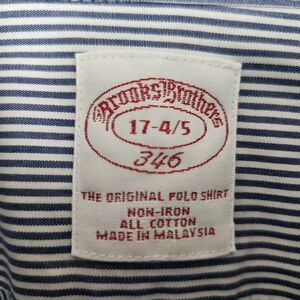 Brooks Brothers
17-4/5
346
THE ORIGINAL POLO SHIRT
NON-IRON
ALL COTTON
MADE IN MALAYSIA